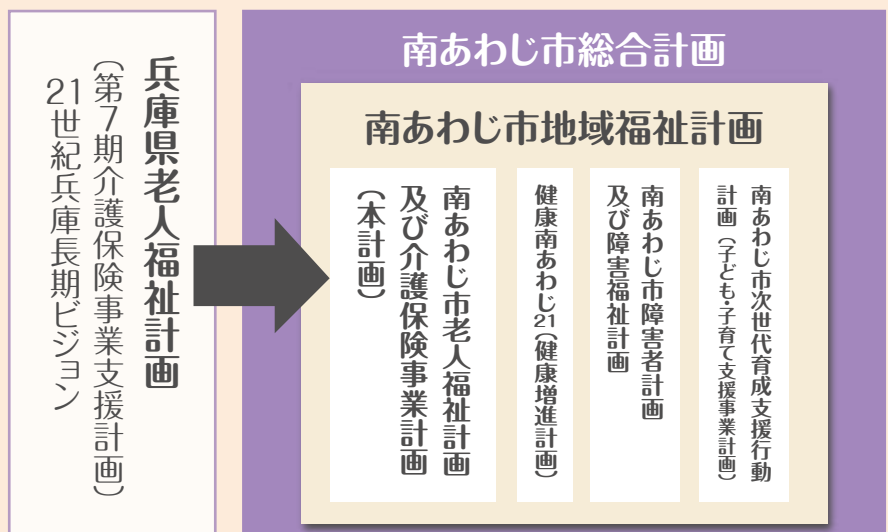 兵庫県老人福祉計画
（第7期介護保険事業支援計画）
21世紀兵庫長期ビジョン
南あわじ市総合計画
南あわじ市地域福祉計画
南あわじ市老人福祉計画
及び介護保険事業計画
（本計画）
健康南あわじ21（健康増進計画）
南あわじ市障害者計画
及び障害福祉計画
南あわじ市次世代育成支援行動
計画（子ども・子育て支援事業計画）